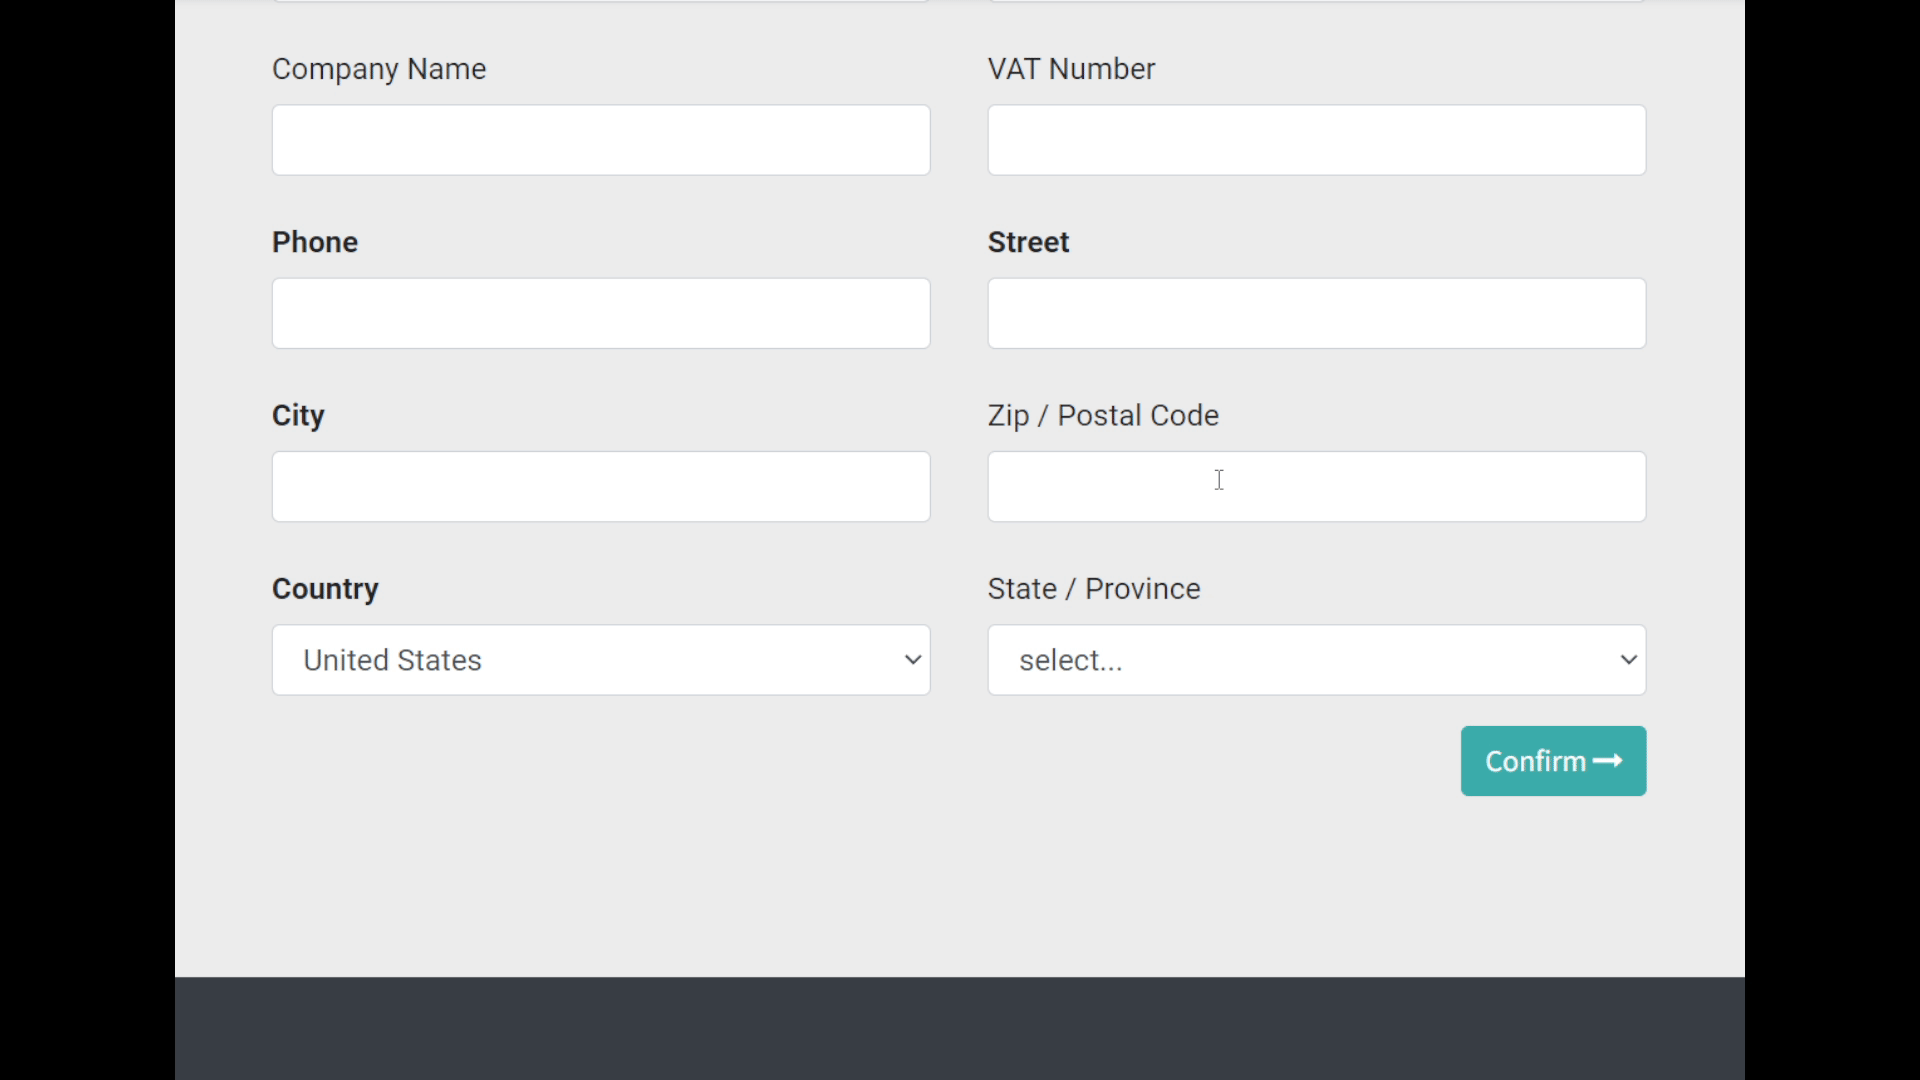 Company Name
VAT Number
Phone
Street
City
Zip / Postal Code
Country
State / Province
United States
select...
Confirm